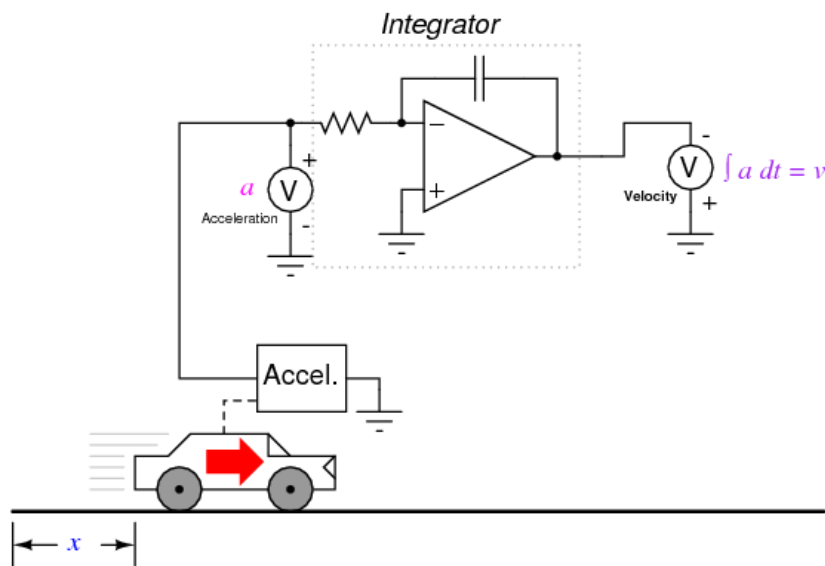 Integrator
−
+
+
a
V
Acceleration
-
-
V
∫ a dt = v
Velocity
+
Accel.
x